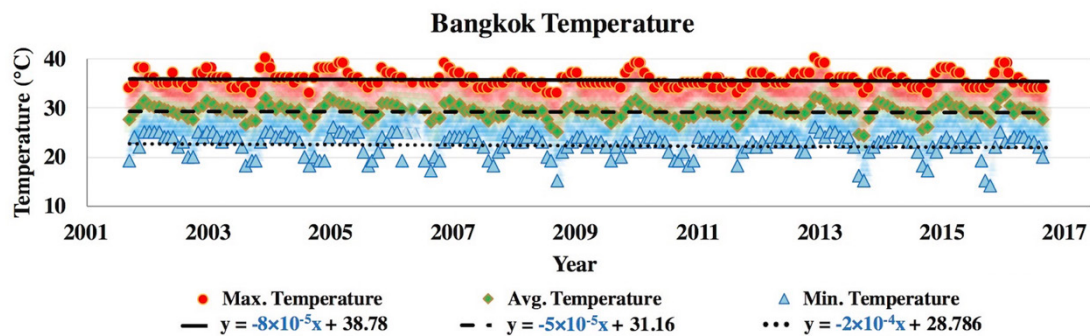 Bangkok Temperature
Temperature (°C)
40
30
20
10
2001 2003 2005 2007 2009 2011 2013 2015 2017
Year
Max. Temperature Avg. Temperature Min. Temperature
y = -8×10⁻⁵x + 38.78 y = -5×10⁻⁵x + 31.16 y = -2×10⁻⁴x + 28.786